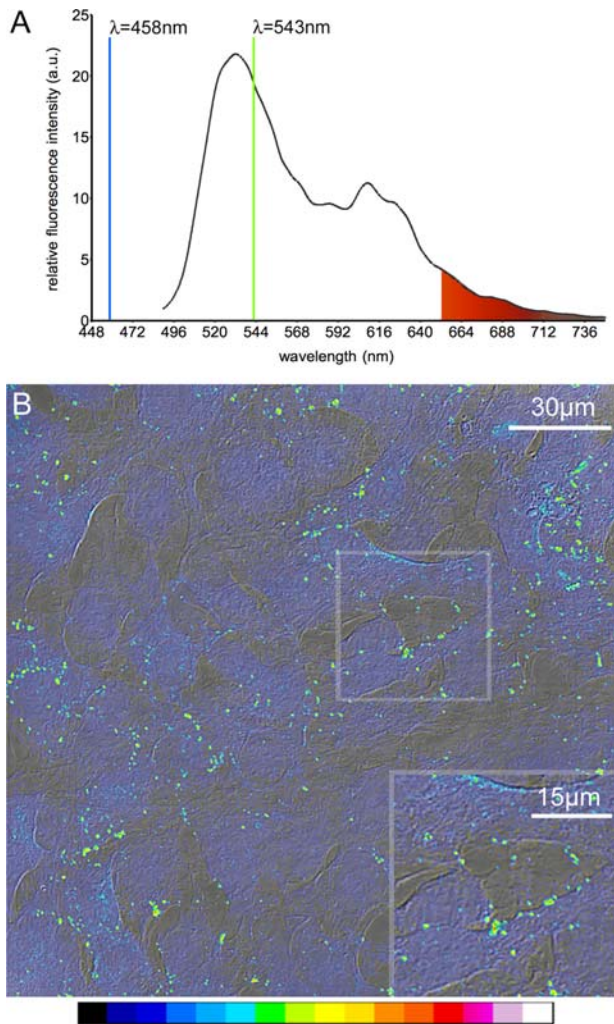 A
λ=458nm
λ=543nm
relative fluorescence intensity (a.u.)
25
20
15
10
5
0
448 472 496 520 544 568 592 616 640 664 688 712 736
wavelength (nm)
B
30μm
15μm